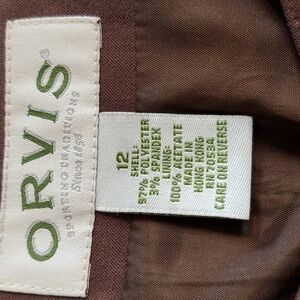 ORVIS®
SPORTING TRADITIONS
Since 1856
12
SHELL:
97% POLYESTER
3% SPANDEX
LINING:
100% ACETATE
MADE IN
HONG KONG
RN 78651A
CARE ON REVERSE